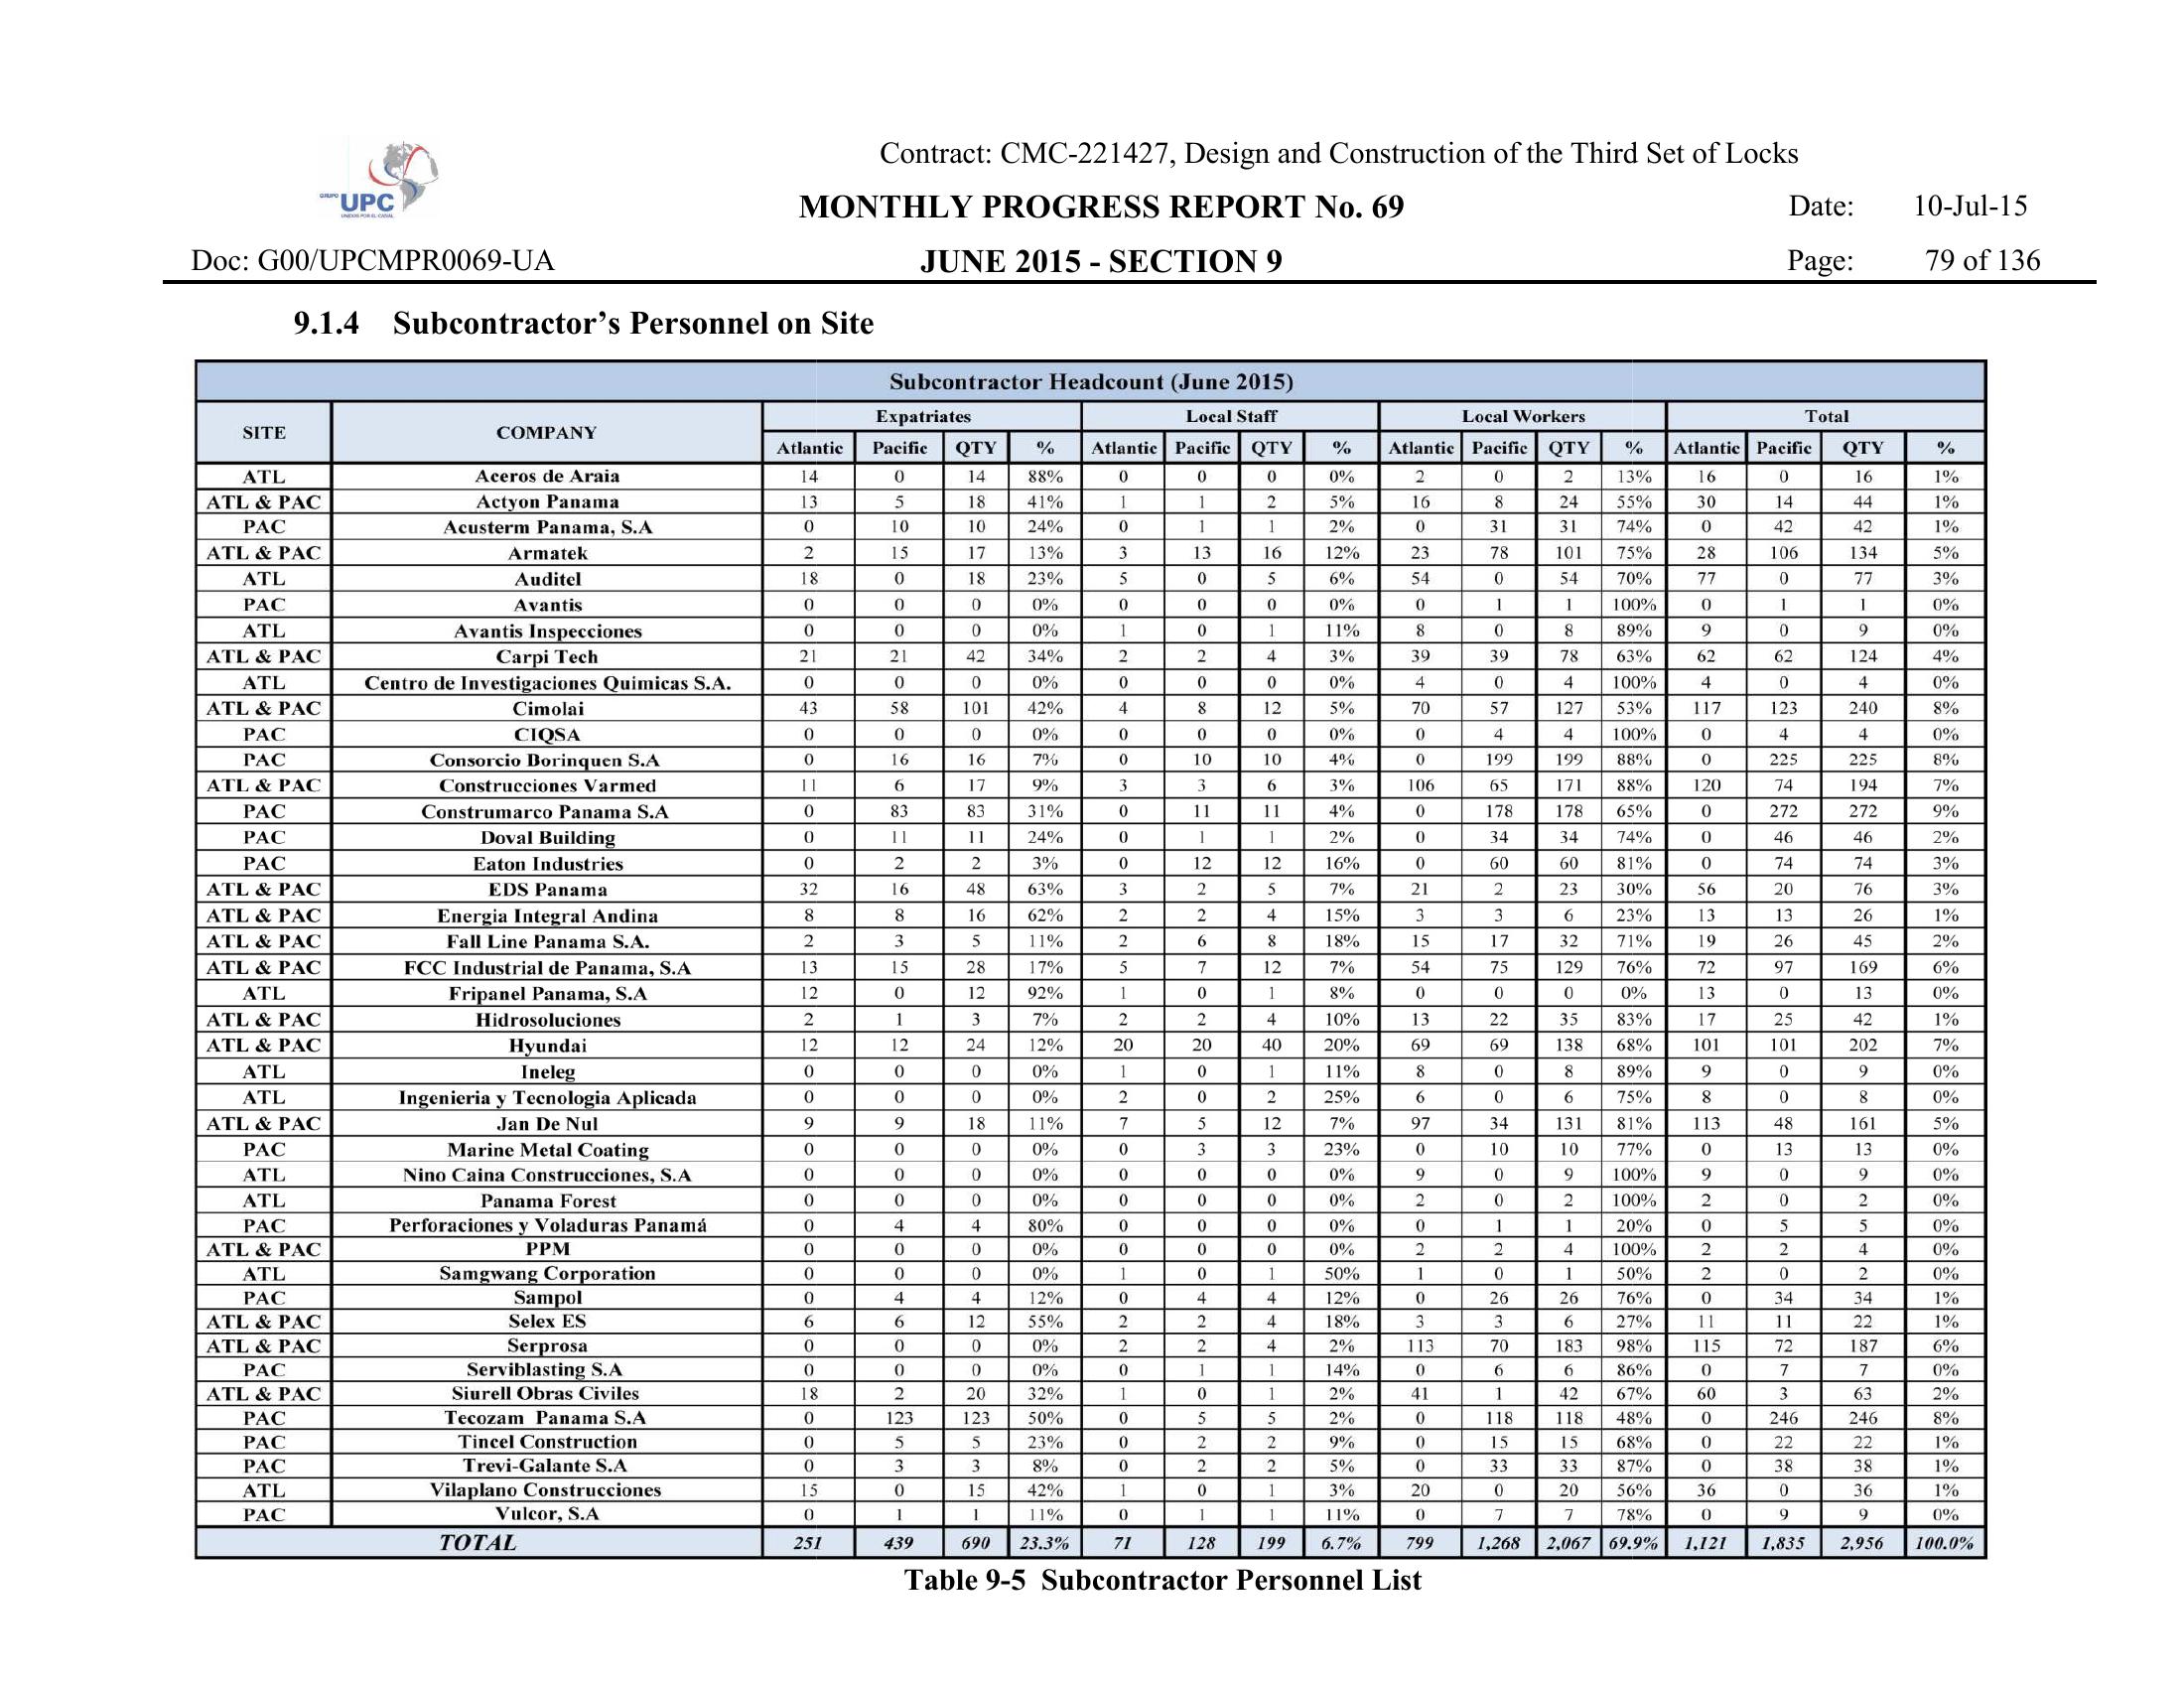 Contract: CMC-221427, Design and Construction of the Third Set of Locks
GRUPO UPC
UNIDOS POR EL CANAL
MONTHLY PROGRESS REPORT No. 69 Date: 10-Jul-15
Doc: G00/UPCMPR0069-UA JUNE 2015 - SECTION 9 Page: 79 of 136
9.1.4 Subcontractor’s Personnel on Site
Subcontractor Headcount (June 2015)
SITE COMPANY Expatriates Local Staff Local Workers Total
Atlantic Pacific QTY % Atlantic Pacific QTY % Atlantic Pacific QTY % Atlantic Pacific QTY %
ATL Aceros de Araia 14 0 14 88% 0 0 0 0% 2 0 2 13% 16 0 16 1%
ATL & PAC Actyon Panama 13 5 18 41% 1 1 2 5% 16 8 24 55% 30 14 44 1%
PAC Acusterm Panama, S.A 0 10 10 24% 0 1 1 2% 0 31 31 74% 0 42 42 1%
ATL & PAC Armatek 2 15 17 13% 3 13 16 12% 23 78 101 75% 28 106 134 5%
ATL Auditel 18 0 18 23% 5 0 5 6% 54 0 54 70% 77 0 77 3%
PAC Avantis 0 0 0 0% 0 0 0 0% 0 1 1 100% 0 1 1 0%
ATL Avantis Inspecciones 0 0 0 0% 1 0 1 11% 8 0 8 89% 9 0 9 0%
ATL & PAC Carpi Tech 21 21 42 34% 2 2 4 3% 39 39 78 63% 62 62 124 4%
ATL Centro de Investigaciones Quimicas S.A. 0 0 0 0% 0 0 0 0% 4 0 4 100% 4 0 4 0%
ATL & PAC Cimolai 43 58 101 42% 4 8 12 5% 70 57 127 53% 117 123 240 8%
PAC CIQSA 0 0 0 0% 0 0 0 0% 0 4 4 100% 0 4 4 0%
PAC Consorcio Borinquen S.A 0 16 16 7% 0 10 10 4% 0 199 199 88% 0 225 225 8%
ATL & PAC Construcciones Varmed 11 6 17 9% 3 3 6 3% 106 65 171 88% 120 74 194 7%
PAC Construmarco Panama S.A 0 83 83 31% 0 11 11 4% 0 178 178 65% 0 272 272 9%
PAC Doval Building 0 11 11 24% 0 1 1 2% 0 34 34 74% 0 46 46 2%
PAC Eaton Industries 0 2 2 3% 0 12 12 16% 0 60 60 81% 0 74 74 3%
ATL & PAC EDS Panama 32 16 48 63% 3 2 5 7% 21 2 23 30% 56 20 76 3%
ATL & PAC Energia Integral Andina 8 8 16 62% 2 2 4 15% 3 3 6 23% 13 13 26 1%
ATL & PAC Fall Line Panama S.A. 2 3 5 11% 2 6 8 18% 15 17 32 71% 19 26 45 2%
ATL & PAC FCC Industrial de Panama, S.A 13 15 28 17% 5 7 12 7% 54 75 129 76% 72 97 169 6%
ATL Fripanel Panama, S.A 12 0 12 92% 1 0 1 8% 0 0 0 0% 13 0 13 0%
ATL & PAC Hidrosoluciones 2 1 3 7% 2 2 4 10% 13 22 35 83% 17 25 42 1%
ATL & PAC Hyundai 12 12 24 12% 20 20 40 20% 69 69 138 68% 101 101 202 7%
ATL Ineleg 0 0 0 0% 1 0 1 11% 8 0 8 89% 9 0 9 0%
ATL Ingenieria y Tecnologia Aplicada 0 0 0 0% 2 0 2 25% 6 0 6 75% 8 0 8 0%
ATL & PAC Jan De Nul 9 9 18 11% 7 5 12 7% 97 34 131 81% 113 48 161 5%
PAC Marine Metal Coating 0 0 0 0% 0 3 3 23% 0 10 10 77% 0 13 13 0%
ATL Nino Caina Construcciones, S.A 0 0 0 0% 0 0 0 0% 9 0 9 100% 9 0 9 0%
ATL Panama Forest 0 0 0 0% 0 0 0 0% 2 0 2 100% 2 0 2 0%
PAC Perforaciones y Voladuras Panamá 0 4 4 80% 0 0 0 0% 0 1 1 20% 0 5 5 0%
ATL & PAC PPM 0 0 0 0% 0 0 0 0% 2 2 4 100% 2 2 4 0%
ATL Samgwang Corporation 0 0 0 0% 1 0 1 50% 1 0 1 50% 2 0 2 0%
PAC Sampol 0 4 4 12% 0 4 4 12% 0 26 26 76% 0 34 34 1%
ATL & PAC Selex ES 6 6 12 55% 2 2 4 18% 3 3 6 27% 11 11 22 1%
ATL & PAC Serprosa 0 0 0 0% 2 2 4 2% 113 70 183 98% 115 72 187 6%
PAC Serviblasting S.A 0 0 0 0% 0 1 1 14% 0 6 6 86% 0 7 7 0%
ATL & PAC Siurell Obras Civiles 18 2 20 32% 1 0 1 2% 41 1 42 67% 60 3 63 2%
PAC Tecozam Panama S.A 0 123 123 50% 0 5 5 2% 0 118 118 48% 0 246 246 8%
PAC Tincel Construction 0 5 5 23% 0 2 2 9% 0 15 15 68% 0 22 22 1%
PAC Trevi-Galante S.A 0 3 3 8% 0 2 2 5% 0 33 33 87% 0 38 38 1%
ATL Vilaplano Construcciones 15 0 15 42% 1 0 1 3% 20 0 20 56% 36 0 36 1%
PAC Vulcor, S.A 0 1 1 11% 0 1 1 11% 0 7 7 78% 0 9 9 0%
TOTAL 251 439 690 23.3% 71 128 199 6.7% 799 1,268 2,067 69.9% 1,121 1,835 2,956 100.0%
Table 9-5 Subcontractor Personnel List